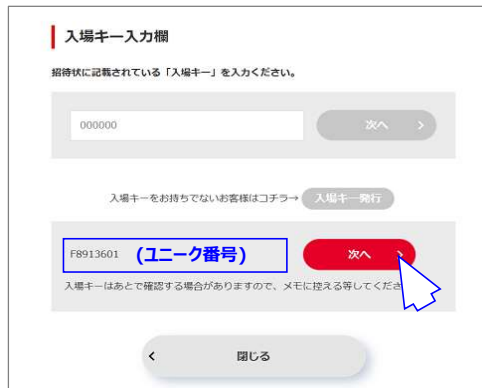 入場キー入力欄
招待状に記載されている「入場キー」を入力ください。
000000
次へ
入場キーをお持ちでないお客様はコチラ→ 入場キー発行
F8913601 (ユニーク番号)
次へ
入場キーはあとで確認する場合がありますので、メモに控える等してくださ
閉じる